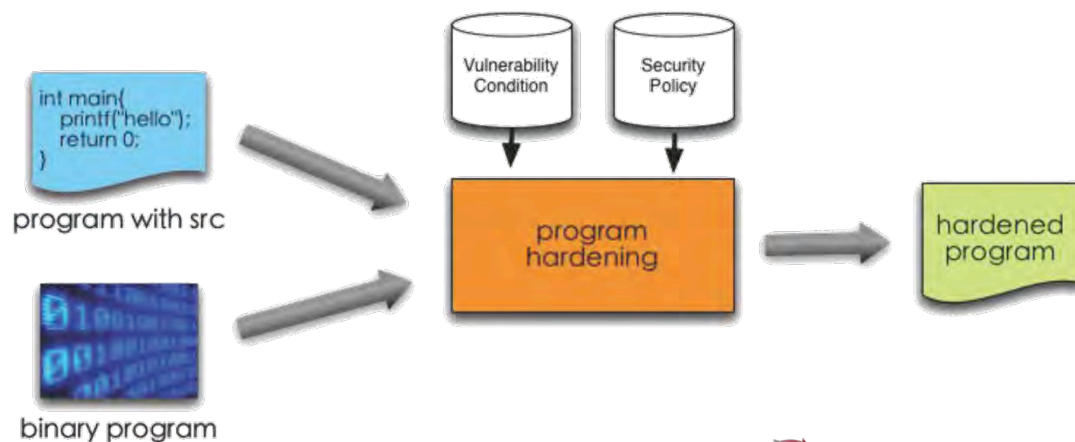 Vulnerability
Condition
Security
Policy
int main{
printf("hello");
return 0;
}
program with src
program
hardening
hardened
program
binary program